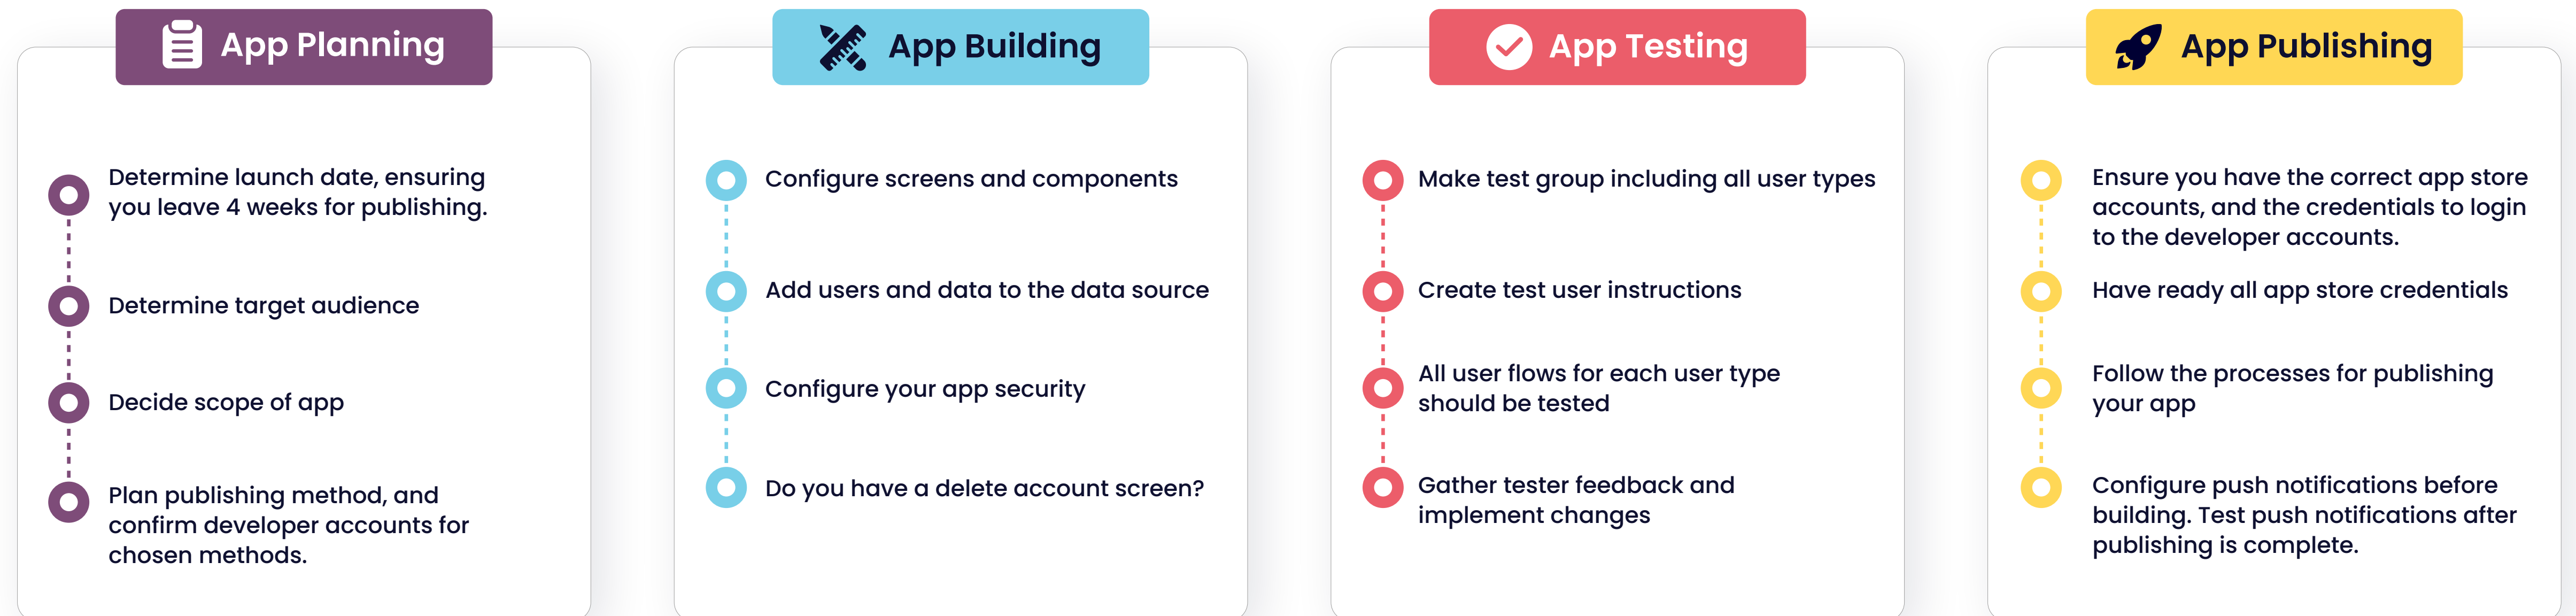 App Planning
Determine launch date, ensuring
you leave 4 weeks for publishing.
Determine target audience
Decide scope of app
Plan publishing method, and
confirm developer accounts for
chosen methods.
App Building
Configure screens and components
Add users and data to the data source
Configure your app security
Do you have a delete account screen?
App Testing
Make test group including all user types
Create test user instructions
All user flows for each user type
should be tested
Gather tester feedback and
implement changes
App Publishing
Ensure you have the correct app store
accounts, and the credentials to login
to the developer accounts.
Have ready all app store credentials
Follow the processes for publishing
your app
Configure push notifications before
building. Test push notifications after
publishing is complete.